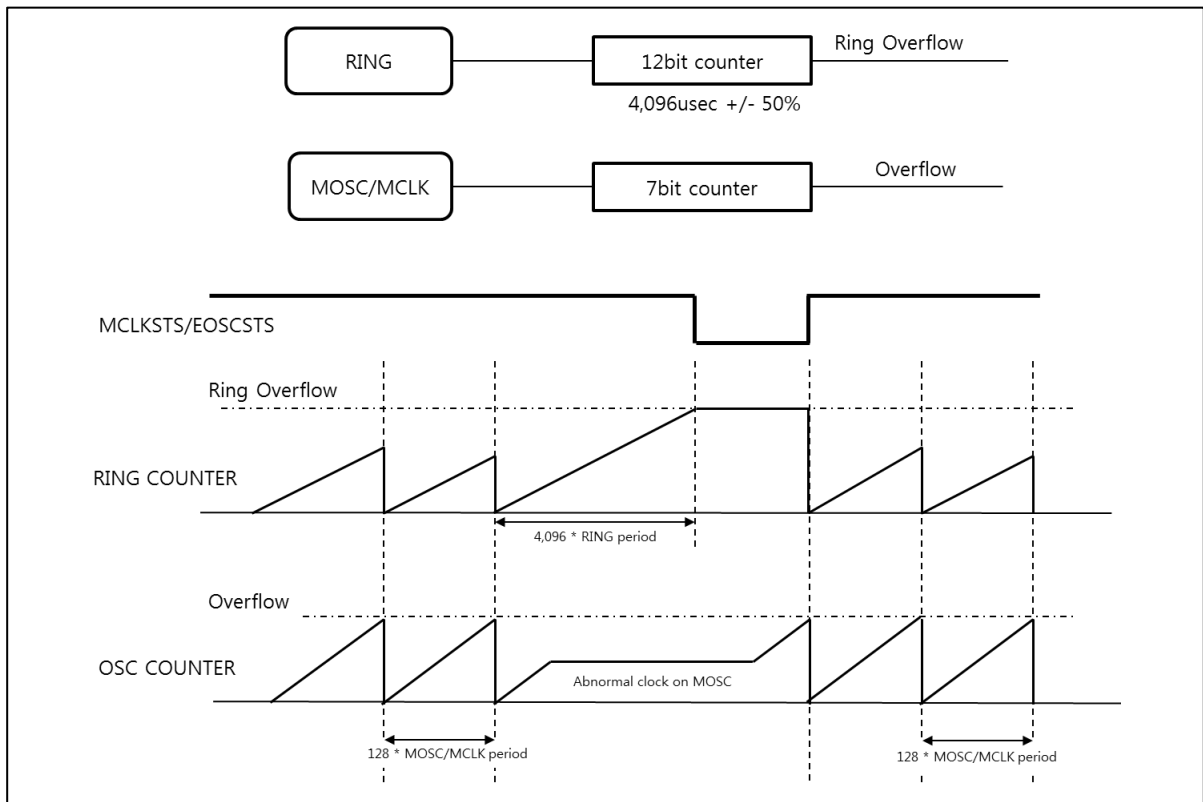 RING
12bit counter
Ring Overflow
4,096usec +/- 50%
MOSC/MCLK
7bit counter
Overflow
MCLKSTS/EOSCSTS
Ring Overflow
RING COUNTER
4,096 * RING period
Overflow
OSC COUNTER
Abnormal clock on MOSC
128 * MOSC/MCLK period
128 * MOSC/MCLK period